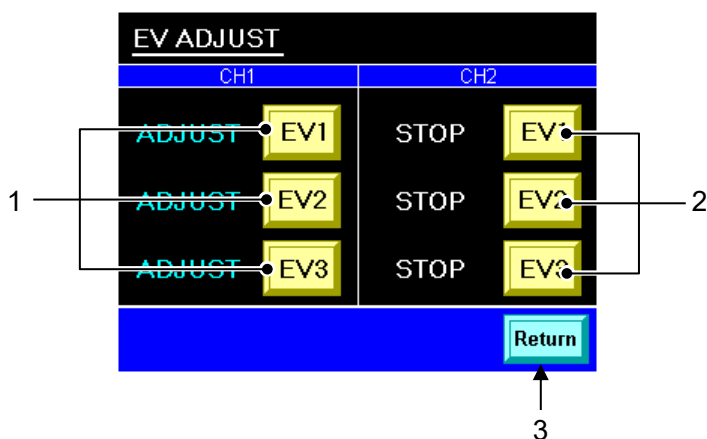 EV ADJUST
CH1 CH2
ADJUST EV1 STOP EV1
1 ADJUST EV2 STOP EV2 2
ADJUST EV3 STOP EV3
Return
3